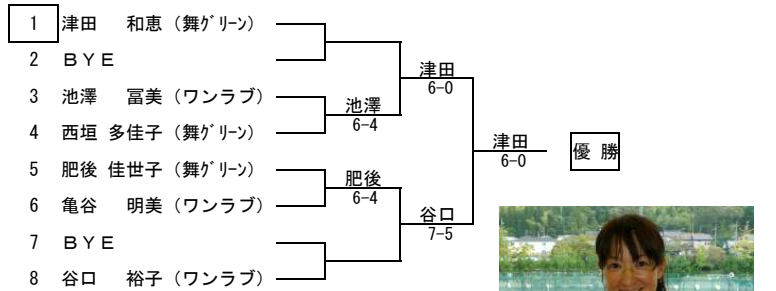 1 津田 和恵 (舞ｸﾞﾘｰﾝ)
2 ＢＹＥ
津田
6-0
3 池澤 冨美 (ワンラブ)
池澤
6-4
4 西垣 多佳子 (舞ｸﾞﾘｰﾝ)
津田
6-0
優 勝
5 肥後 佳世子 (舞ｸﾞﾘｰﾝ)
肥後
6-4
6 亀谷 明美 (ワンラブ)
谷口
7-5
7 ＢＹＥ
8 谷口 裕子 (ワンラブ)